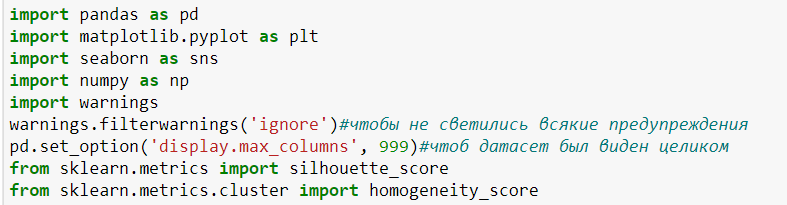 import pandas as pd
import matplotlib.pyplot as plt
import seaborn as sns
import numpy as np
import warnings
warnings.filterwarnings('ignore')#чтобы не светились всякие предупреждения
pd.set_option('display.max_columns', 999)#чтоб датасет был виден целиком
from sklearn.metrics import silhouette_score
from sklearn.metrics.cluster import homogeneity_score